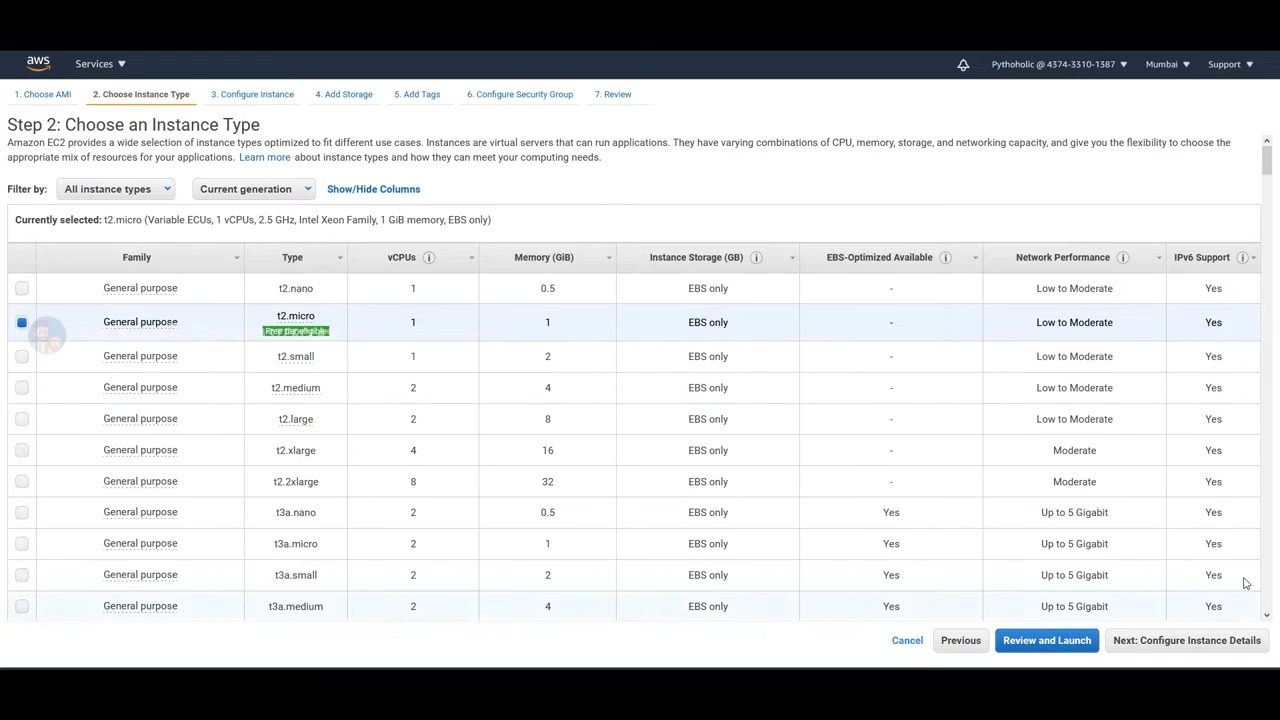 aws Services Pythoholic @ 4374-3310-1387 Mumbai Support
1. Choose AMI 2. Choose Instance Type 3. Configure Instance 4. Add Storage 5. Add Tags 6. Configure Security Group 7. Review
Step 2: Choose an Instance Type
Amazon EC2 provides a wide selection of instance types optimized to fit different use cases. Instances are virtual servers that can run applications. They have varying combinations of CPU, memory, storage, and networking capacity, and give you the flexibility to choose the
appropriate mix of resources for your applications. Learn more about instance types and how they can meet your computing needs.
Filter by: All instance types Current generation Show/Hide Columns
Currently selected: t2.micro (Variable ECUs, 1 vCPUs, 2.5 GHz, Intel Xeon Family, 1 GiB memory, EBS only)
Family Type vCPUs Memory (GiB) Instance Storage (GB) EBS-Optimized Available Network Performance IPv6 Support
General purpose t2.nano 1 0.5 EBS only - Low to Moderate Yes
General purpose t2.micro 1 1 EBS only - Low to Moderate Yes
Free tier eligible
General purpose t2.small 1 2 EBS only - Low to Moderate Yes
General purpose t2.medium 2 4 EBS only - Low to Moderate Yes
General purpose t2.large 2 8 EBS only - Low to Moderate Yes
General purpose t2.xlarge 4 16 EBS only - Moderate Yes
General purpose t2.2xlarge 8 32 EBS only - Moderate Yes
General purpose t3a.nano 2 0.5 EBS only Yes Up to 5 Gigabit Yes
General purpose t3a.micro 2 1 EBS only Yes Up to 5 Gigabit Yes
General purpose t3a.small 2 2 EBS only Yes Up to 5 Gigabit Yes
General purpose t3a.medium 2 4 EBS only Yes Up to 5 Gigabit Yes
Cancel Previous Review and Launch Next: Configure Instance Details